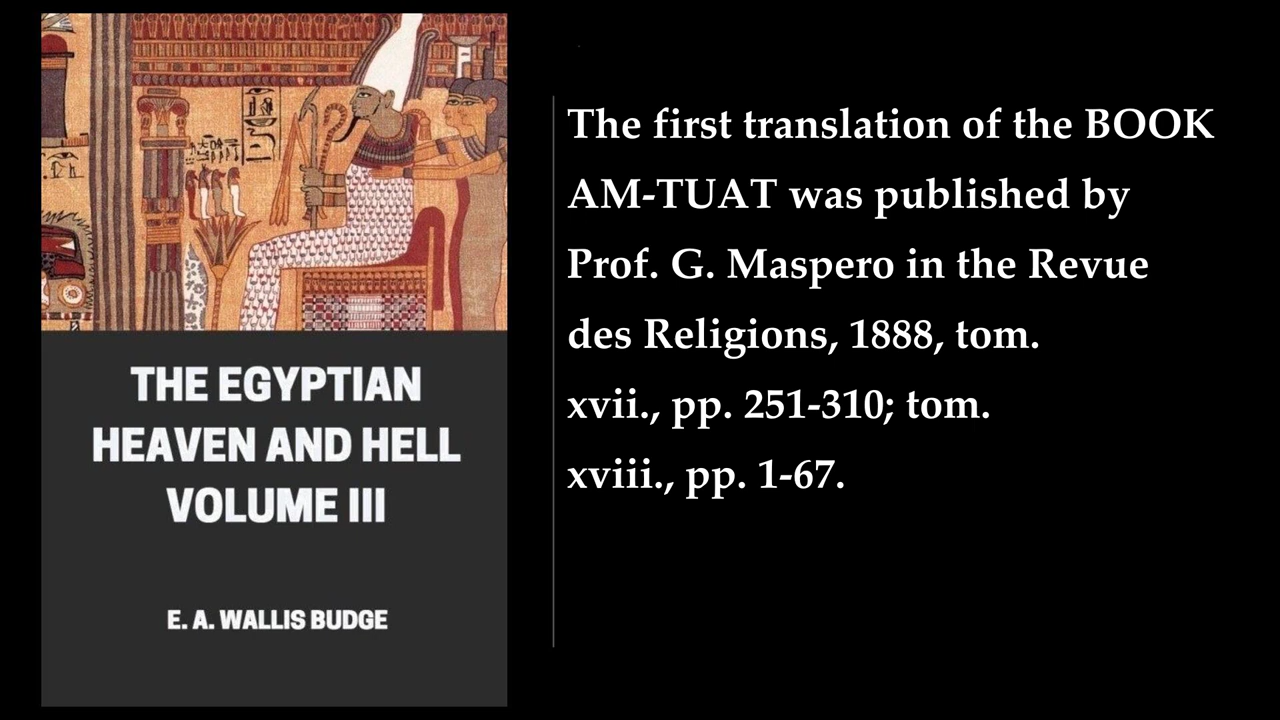 THE EGYPTIAN
HEAVEN AND HELL
VOLUME III
E. A. WALLIS BUDGE
The first translation of the BOOK
AM-TUAT was published by
Prof. G. Maspero in the Revue
des Religions, 1888, tom.
xvii., pp. 251-310; tom.
xviii., pp. 1-67.